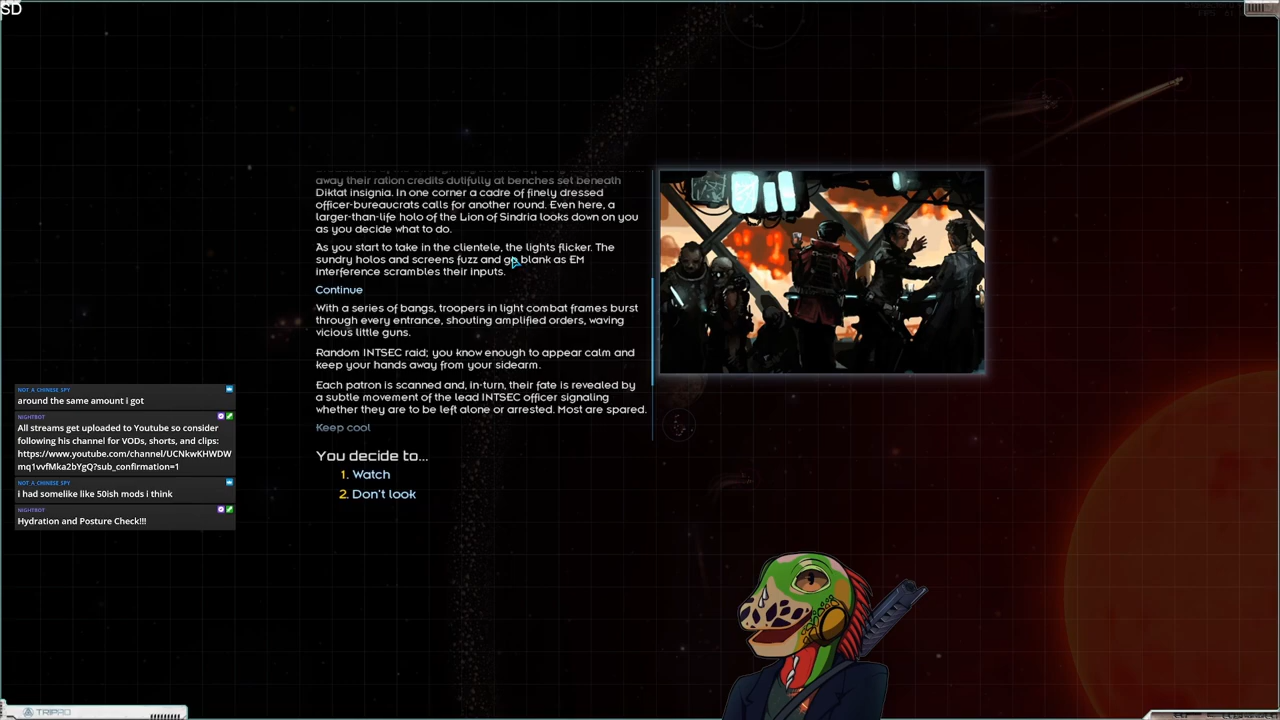 SD
away their ration credits dutifully at benches set beneath
Diktat insignia. In one corner a cadre of finely dressed
officer-bureaucrats calls for another round. Even here, a
larger-than-life holo of the Lion of Sindria looks down on you
as you decide what to do.
As you start to take in the clientele, the lights flicker. The
sundry holos and screens fuzz and go blank as EM
interference scrambles their inputs.
Continue
With a series of bangs, troopers in light combat frames burst
through every entrance, shouting amplified orders, waving
vicious little guns.
Random INTSEC raid; you know enough to appear calm and
keep your hands away from your sidearm.
Each patron is scanned and, in-turn, their fate is revealed by
a subtle movement of the lead INTSEC officer signaling
whether they are to be left alone or arrested. Most are spared.
Keep cool
You decide to...
1. Watch
2. Don't look
NOT A CHINESE SPY
around the same amount i got
NIGHTBOT
All streams get uploaded to Youtube so consider
following his channel for VODs, shorts, and clips:
https://www.youtube.com/channel/UCNkwKHWDW
mq1vvfMka2bYgQ?sub_confirmation=1
NOT A CHINESE SPY
i had somelike like 50ish mods i think
NIGHTBOT
Hydration and Posture Check!!!
TRIPAD